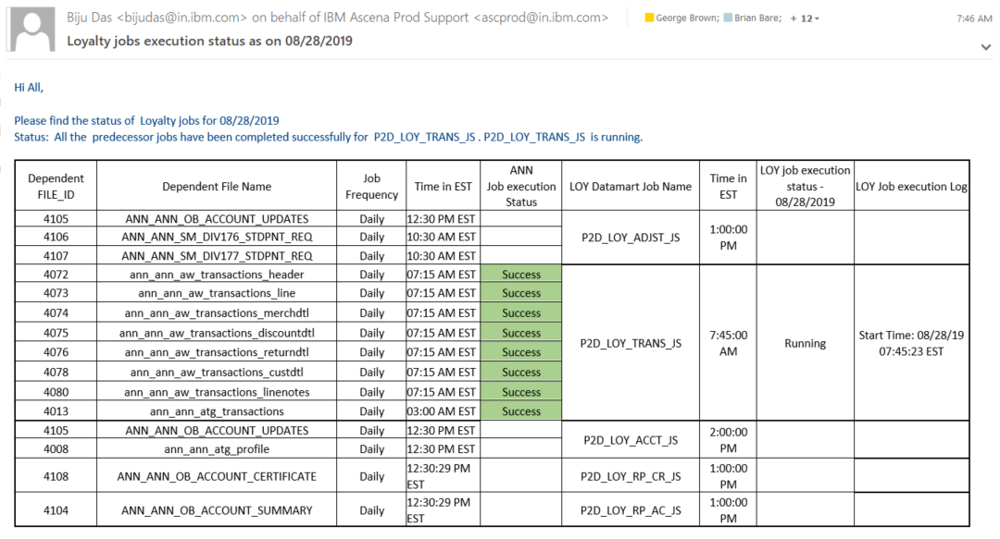 Biju Das <bijudas@in.ibm.com> on behalf of IBM Ascena Prod Support <ascprod@in.ibm.com> George Brown; Brian Bare; + 12 7:46 AM
Loyalty jobs execution status as on 08/28/2019
Hi All,
Please find the status of Loyalty jobs for 08/28/2019
Status: All the predecessor jobs have been completed successfully for P2D_LOY_TRANS_JS . P2D_LOY_TRANS_JS is running.
Dependent FILE_ID Dependent File Name Job Frequency Time in EST ANN Job execution Status LOY Datamart Job Name Time in EST LOY job execution status - 08/28/2019 LOY Job execution Log
4105 ANN_ANN_OB_ACCOUNT_UPDATES Daily 12:30 PM EST P2D_LOY_ADJST_JS 1:00:00 PM
4106 ANN_ANN_SM_DIV176_STDPNT_REQ Daily 10:30 AM EST
4107 ANN_ANN_SM_DIV177_STDPNT_REQ Daily 10:30 AM EST
4072 ann_ann_aw_transactions_header Daily 07:15 AM EST Success P2D_LOY_TRANS_JS 7:45:00 AM Running Start Time: 08/28/19 07:45:23 EST
4073 ann_ann_aw_transactions_line Daily 07:15 AM EST Success
4074 ann_ann_aw_transactions_merchdtl Daily 07:15 AM EST Success
4075 ann_ann_aw_transactions_discountdtl Daily 07:15 AM EST Success
4076 ann_ann_aw_transactions_returndtl Daily 07:15 AM EST Success
4078 ann_ann_aw_transactions_custdtl Daily 07:15 AM EST Success
4080 ann_ann_aw_transactions_linenotes Daily 07:15 AM EST Success
4013 ann_ann_atg_transactions Daily 03:00 AM EST Success
4105 ANN_ANN_OB_ACCOUNT_UPDATES Daily 12:30 PM EST P2D_LOY_ACCT_JS 2:00:00 PM
4008 ann_ann_atg_profile Daily 12:30 PM EST
4108 ANN_ANN_OB_ACCOUNT_CERTIFICATE Daily 12:30:29 PM EST P2D_LOY_RP_CR_JS 1:00:00 PM
4104 ANN_ANN_OB_ACCOUNT_SUMMARY Daily 12:30:29 PM EST P2D_LOY_RP_AC_JS 1:00:00 PM